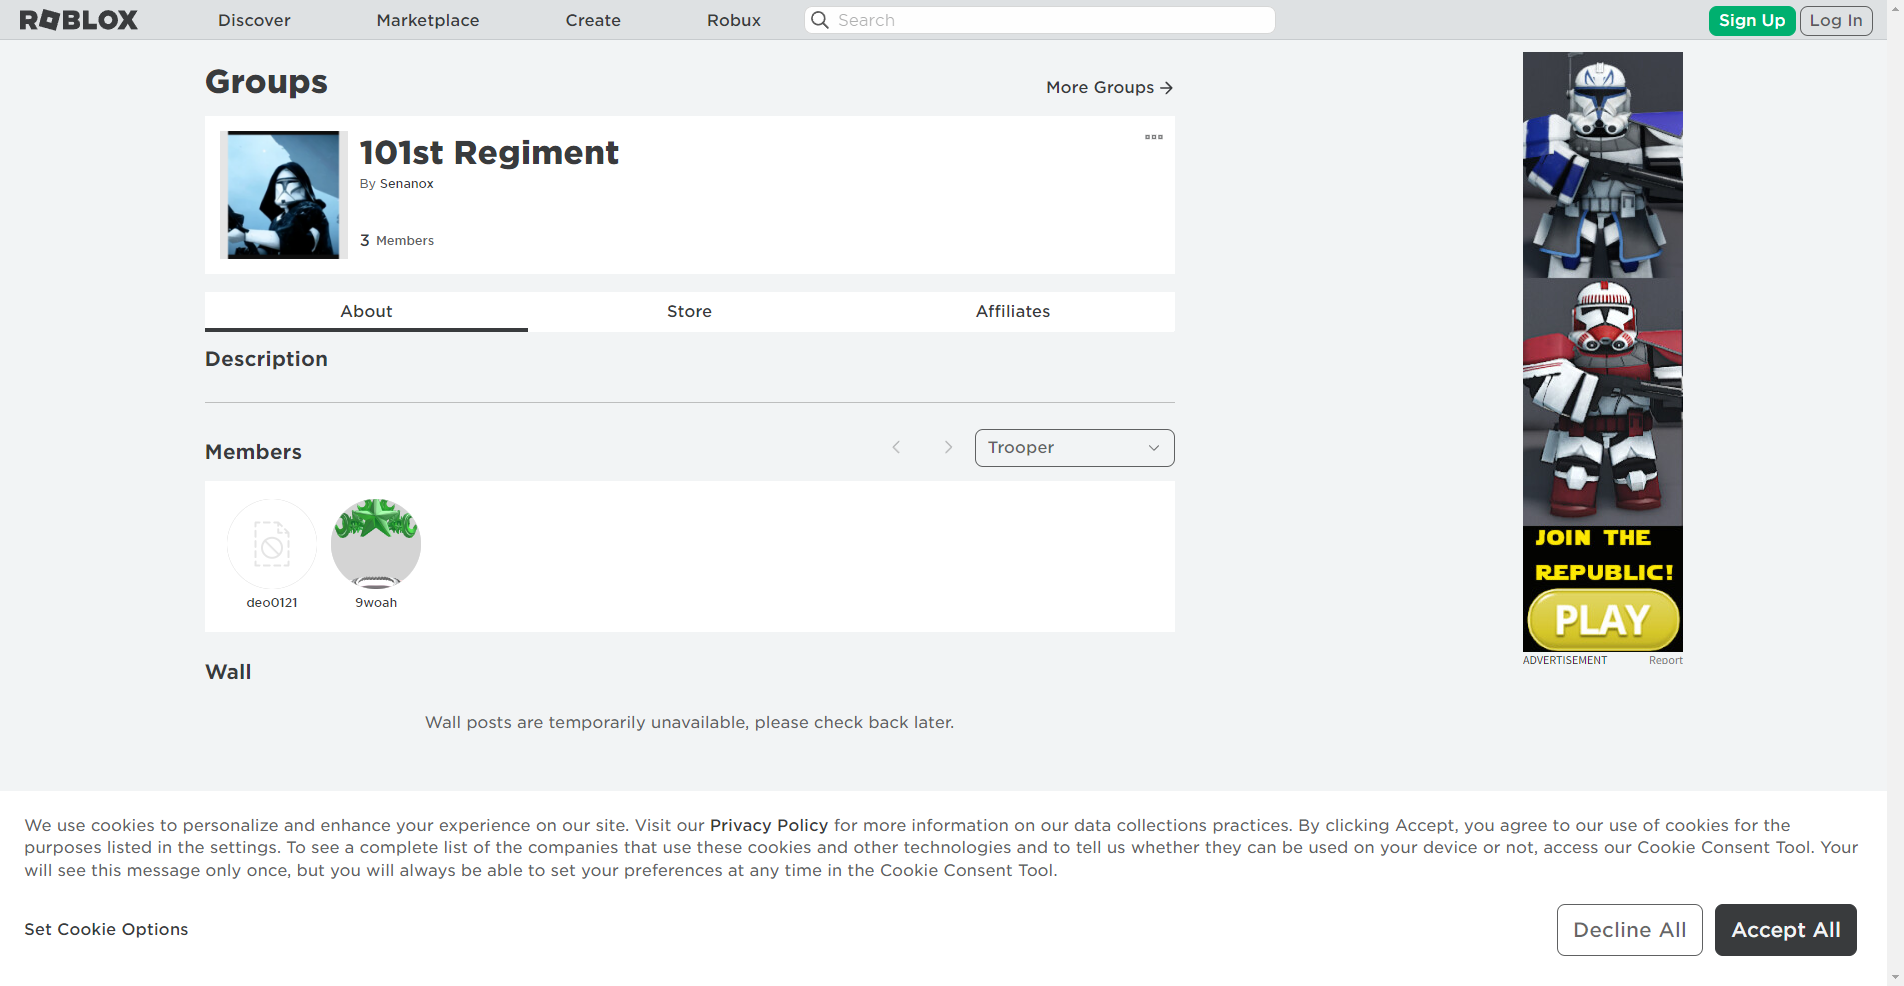 ROBLOX
Discover
Marketplace
Create
Robux
Search
Sign Up
Log In
Groups
More Groups
101st Regiment
By Senanox
3 Members
About
Store
Affiliates
Description
Members
Trooper
deo0121
9woah
Wall
Wall posts are temporarily unavailable, please check back later.
JOIN THE
REPUBLIC!
PLAY
ADVERTISEMENT
Report
We use cookies to personalize and enhance your experience on our site. Visit our Privacy Policy for more information on our data collections practices. By clicking Accept, you agree to our use of cookies for the
purposes listed in the settings. To see a complete list of the companies that use these cookies and other technologies and to tell us whether they can be used on your device or not, access our Cookie Consent Tool. Your
will see this message only once, but you will always be able to set your preferences at any time in the Cookie Consent Tool.
Set Cookie Options
Decline All
Accept All